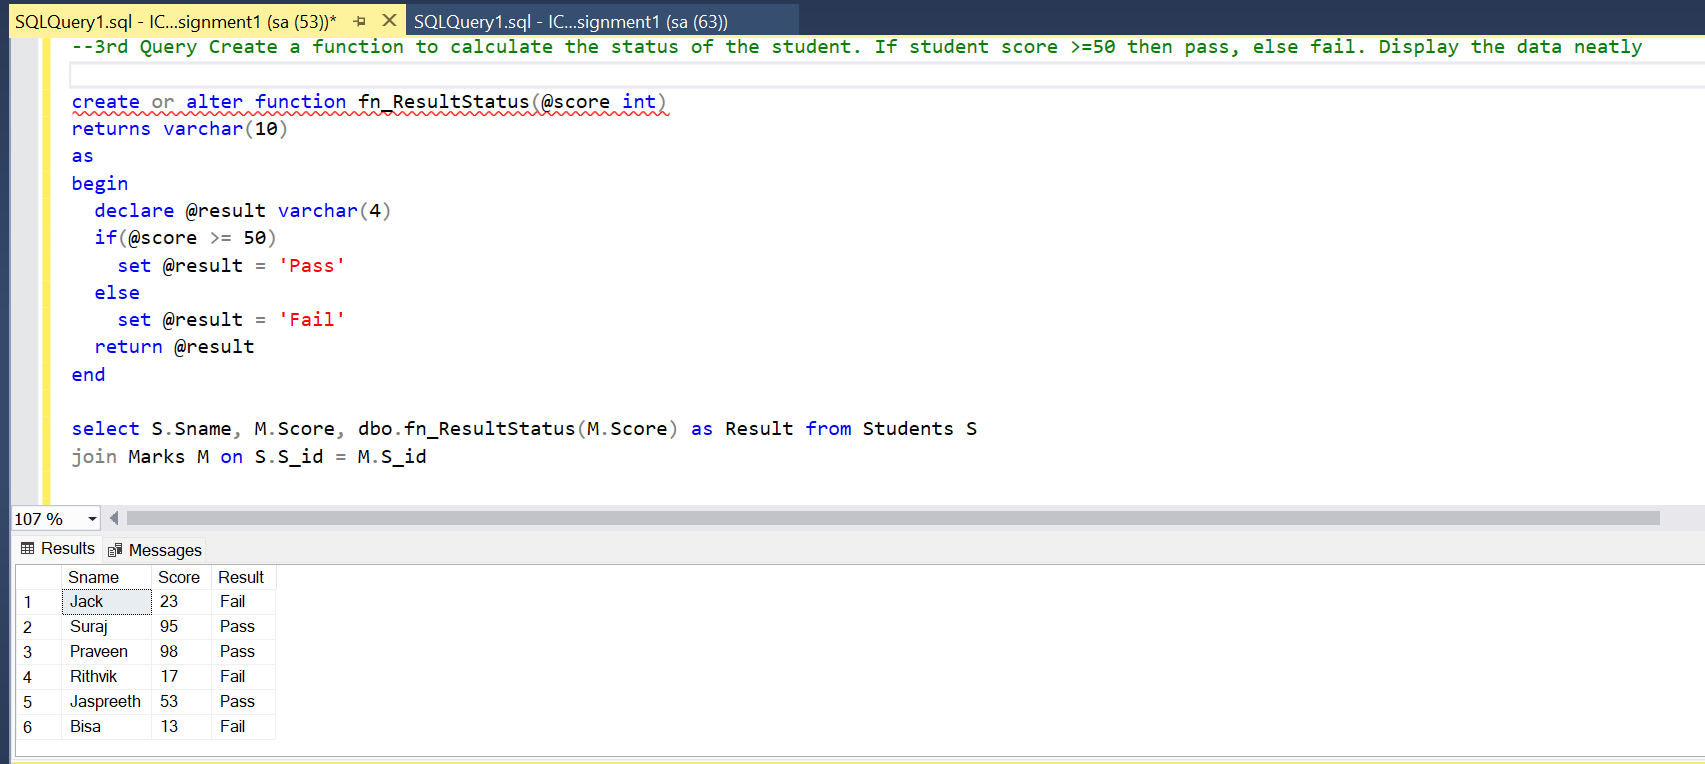 SQLQuery1.sql - IC...signment1 (sa (53))* SQLQuery1.sql - IC...signment1 (sa (63))
--3rd Query Create a function to calculate the status of the student. If student score >=50 then pass, else fail. Display the data neatly
create or alter function fn_ResultStatus(@score int)
returns varchar(10)
as
begin
declare @result varchar(4)
if(@score >= 50)
set @result = 'Pass'
else
set @result = 'Fail'
return @result
end
select S.Sname, M.Score, dbo.fn_ResultStatus(M.Score) as Result from Students S
join Marks M on S.S_id = M.S_id
107 %
Results Messages
Sname Score Result
1 Jack 23 Fail
2 Suraj 95 Pass
3 Praveen 98 Pass
4 Rithvik 17 Fail
5 Jaspreeth 53 Pass
6 Bisa 13 Fail